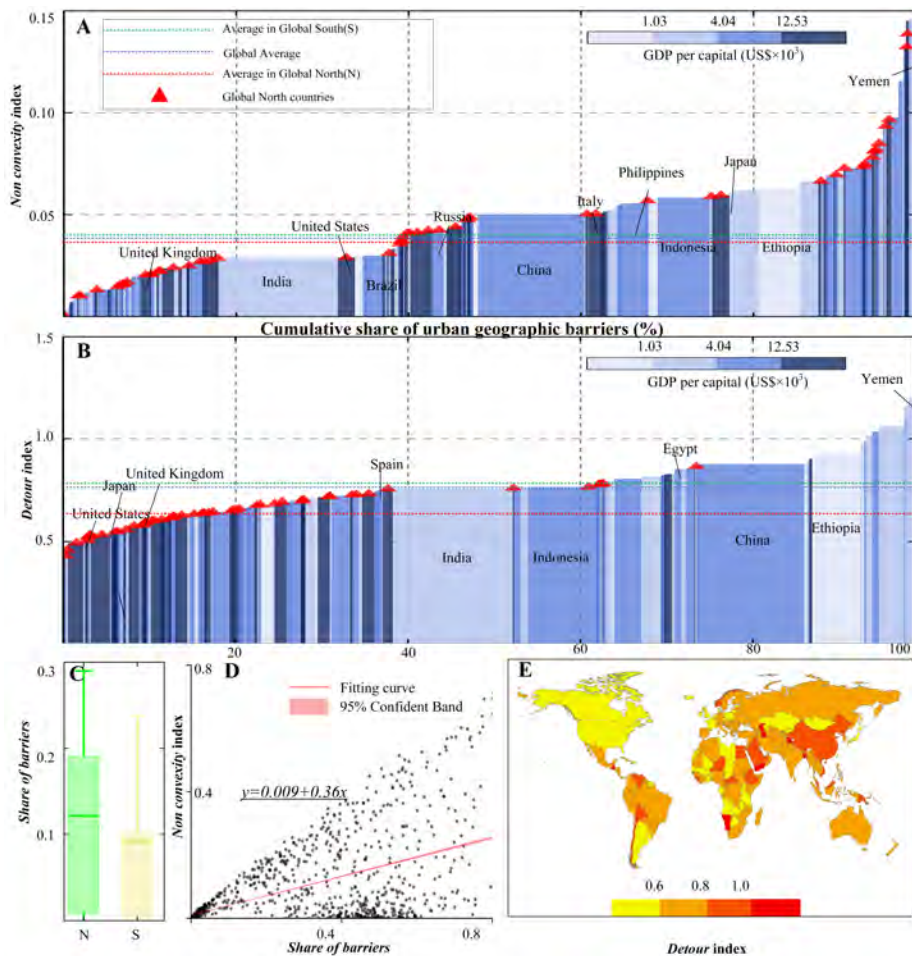 A
0.15
0.10
0.05
Non convexity index
Average in Global South(S)
Global Average
Average in Global North(N)
Global North countries
1.03 4.04 12.53
GDP per capital (US$×10³)
Yemen
Philippines
Japan
Italy
Russia
United States
United Kingdom
India
Brazil
China
Indonesia
Ethiopia
20 40 60 80
Cumulative share of urban geographic barriers (%)
B
1.5
1.0
0.5
Detour index
1.03 4.04 12.53
GDP per capital (US$×10³)
Yemen
Spain
Egypt
United Kingdom
Japan
United States
India
Indonesia
China
Ethiopia
20 40 60 80 100
C
0.3
0.2
0.1
Share of barriers
N S
D
0.8
0.4
Non convexity index
Fitting curve
95% Confident Band
y=0.009+0.36x
0.4 0.8
Share of barriers
E
0.6 0.8 1.0
Detour index